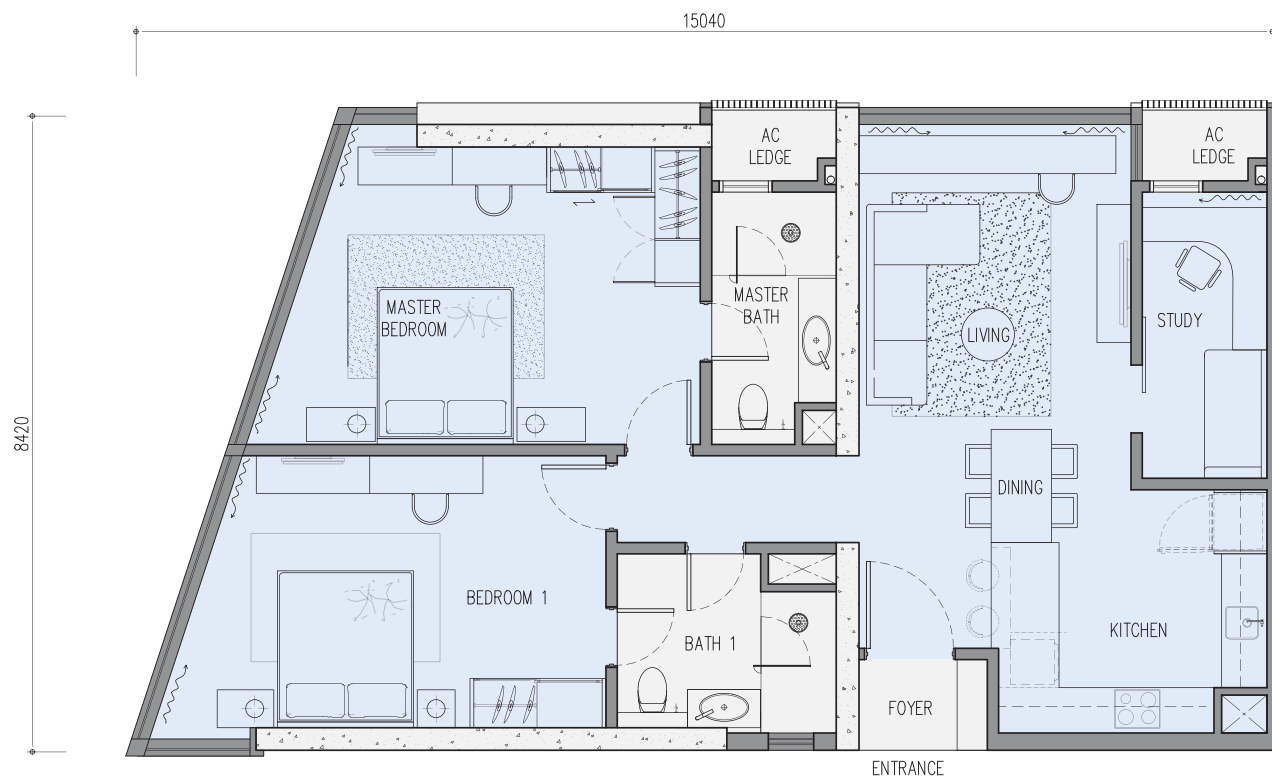 15040
8420
AC
LEDGE
AC
LEDGE
MASTER
BEDROOM
MASTER
BATH
LIVING
STUDY
DINING
BEDROOM 1
BATH 1
KITCHEN
FOYER
ENTRANCE